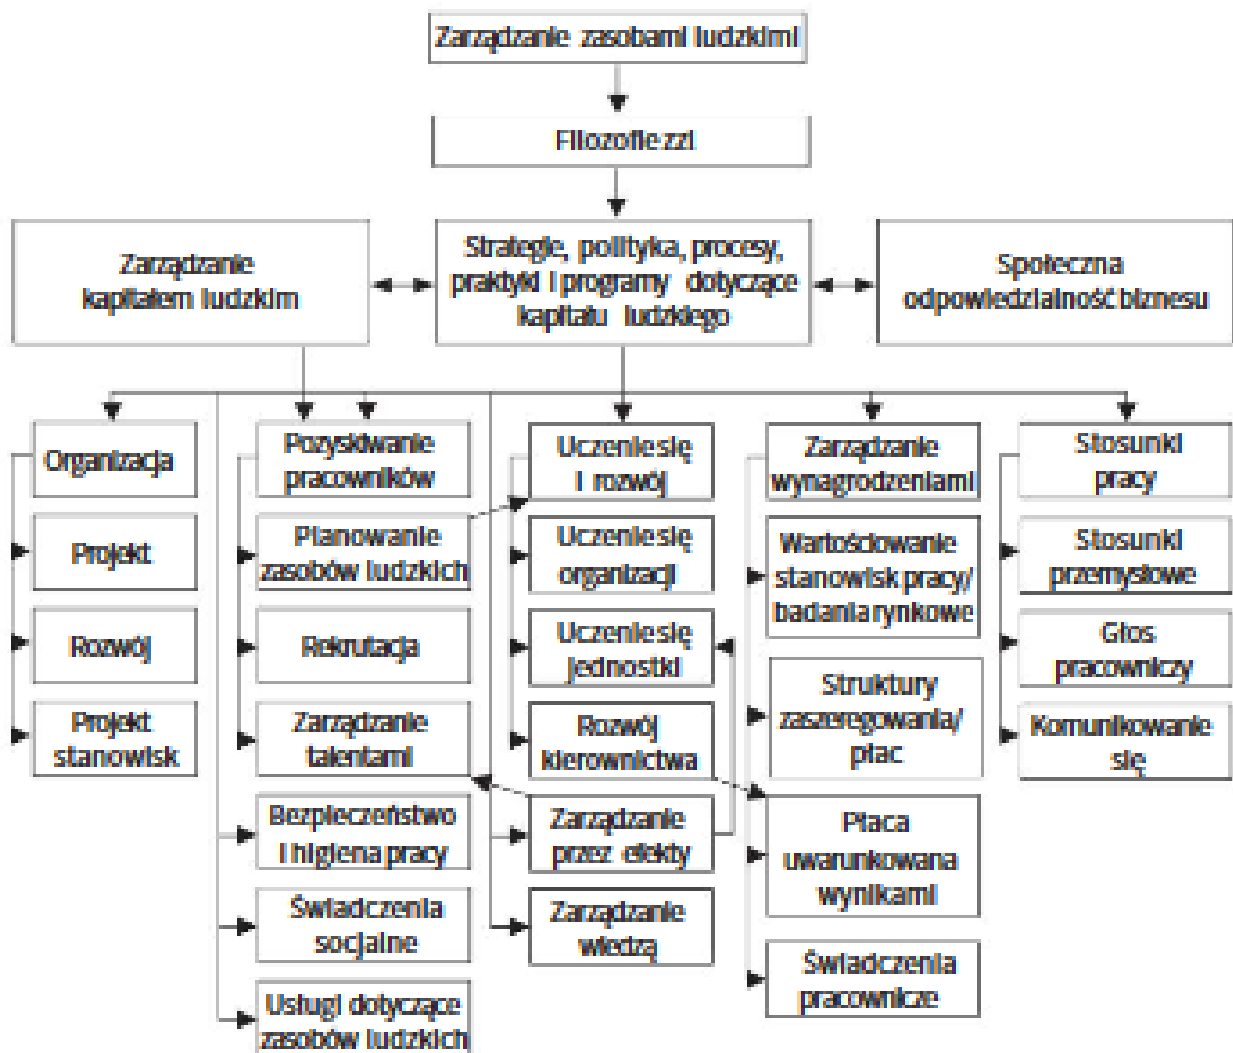 Zarządzanie zasobami ludzkimi
Filozofie zzl
Zarządzanie
kapitałem ludzkim
Strategie, polityka, procesy,
praktyki i programy dotyczące
kapitału ludzkiego
Społeczna
odpowiedzialność biznesu
Organizacja
Projekt
Rozwój
Projekt
stanowisk
Pozyskiwanie
pracowników
Planowanie
zasobów ludzkich
Rekrutacja
Zarządzanie
talentami
Bezpieczeństwo
i higiena pracy
Świadczenia
socjalne
Usługi dotyczące
zasobów ludzkich
Uczenie się
i rozwój
Uczenie się
organizacji
Uczenie się
jednostki
Rozwój
kierownictwa
Zarządzanie
przez efekty
Zarządzanie
wiedzą
Zarządzanie
wynagrodzeniami
Wartościowanie
stanowisk pracy/
badania rynkowe
Struktury
zaszeregowania/
płac
Płaca
uwarunkowana
wynikami
Świadczenia
pracownicze
Stosunki
pracy
Stosunki
przemysłowe
Głos
pracowniczy
Komunikowanie
się